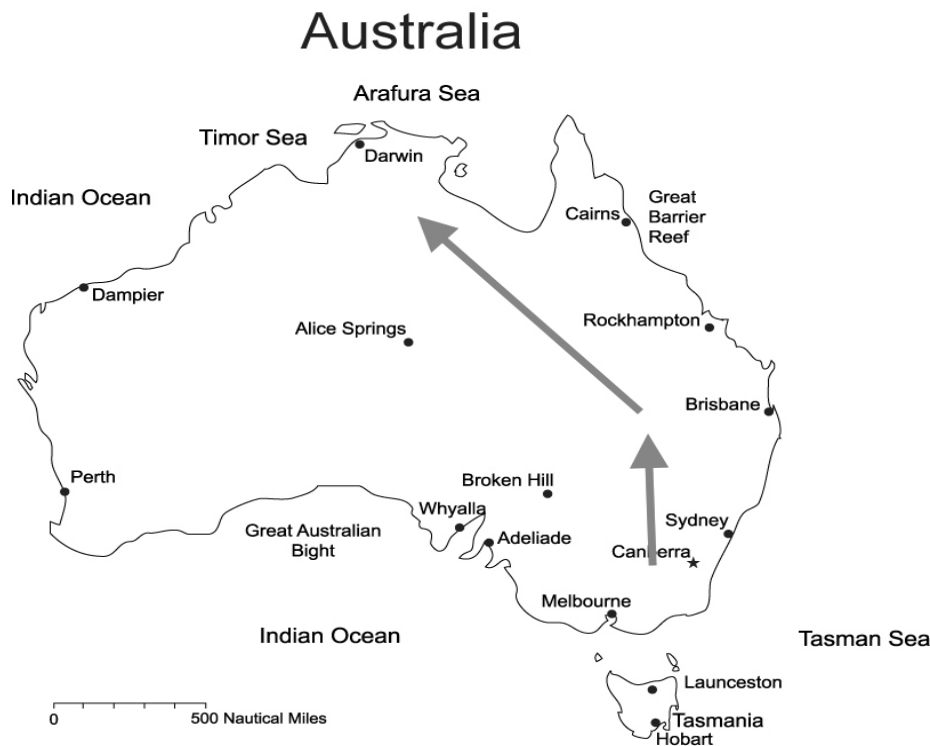 Australia
Arafura Sea
Timor Sea
Darwin
Indian Ocean
Cairns
Great
Barrier
Reef
Dampier
Alice Springs
Rockhampton
Brisbane
Perth
Broken Hill
Whyalla
Great Australian
Bight
Adeliade
Sydney
Canberra
Melbourne
Indian Ocean
Tasman Sea
Launceston
0
500 Nautical Miles
Tasmania
Hobart